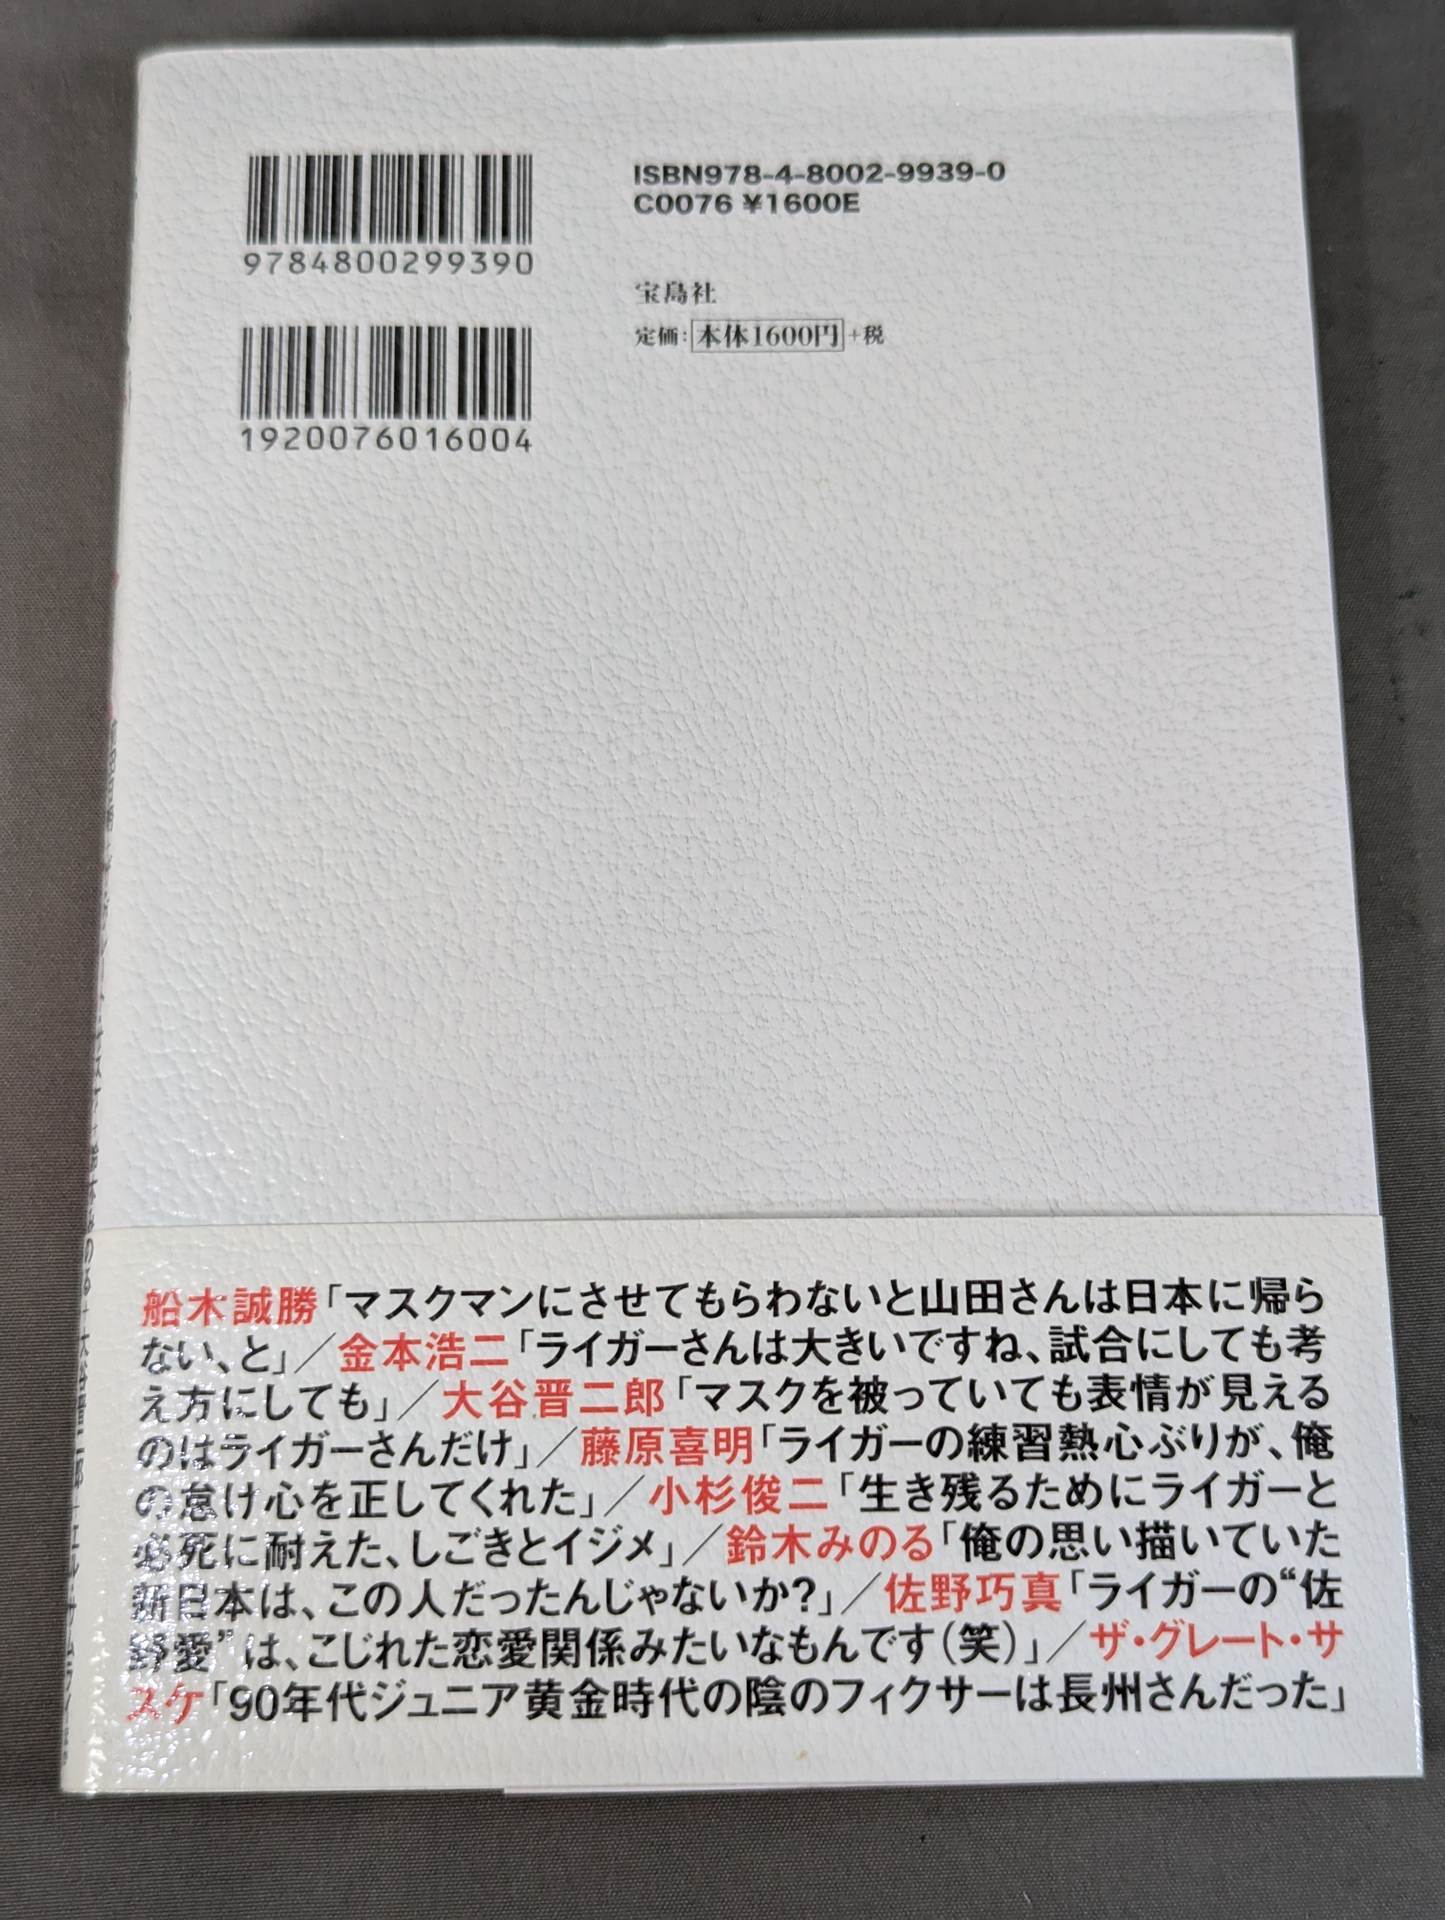 9784800299390
1920076016004
ISBN978-4-8002-9939-0
C0076 ¥1600E
宝島社
定価：本体1600円+税
船木誠勝「マスクマンにさせてもらわないと山田さんは日本に帰ら
ない、と」／金本浩二「ライガーさんは大きいですね、試合にしても考
え方にしても」／大谷晋二郎「マスクを被っていても表情が見える
のはライガーさんだけ」／藤原喜明「ライガーの練習熱心ぶりが、俺
の怠け心を正してくれた」／小杉俊二「生き残るためにライガーと
必死に耐えた、しごきとイジメ」／鈴木みのる「俺の思い描いていた
新日本は、この人だったんじゃないか?」／佐野巧真「ライガーの“佐
野愛”は、こじれた恋愛関係みたいなもんです(笑)」／ザ・グレート・サ
スケ「90年代ジュニア黄金時代の陰のフィクサーは長州さんだった」